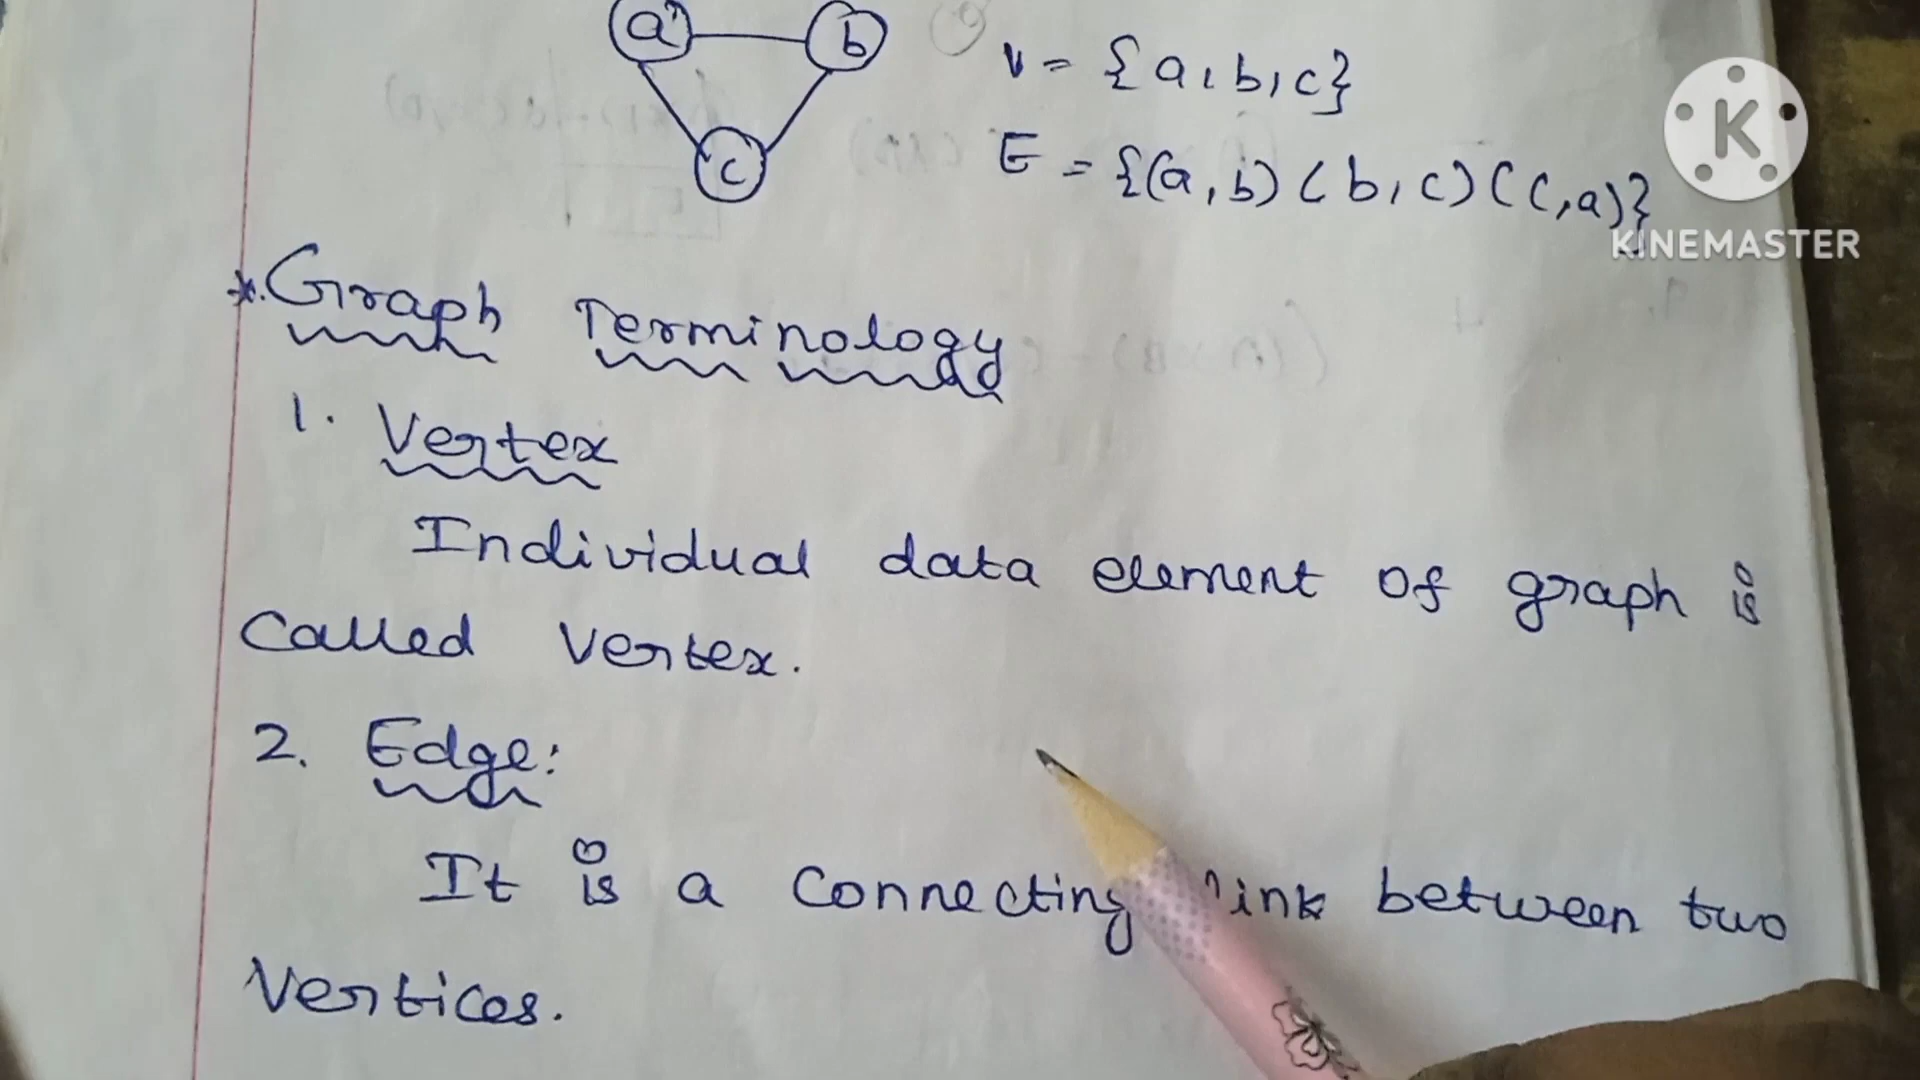 a b
V = {a, b, c}
c
E = {(a, b) (b, c) (c, a)}
K
KINEMASTER
*. Graph Terminology
1. Vertex
Individual data element of graph is
called vertex.
2. Edge:
It is a connecting link between two
vertices.